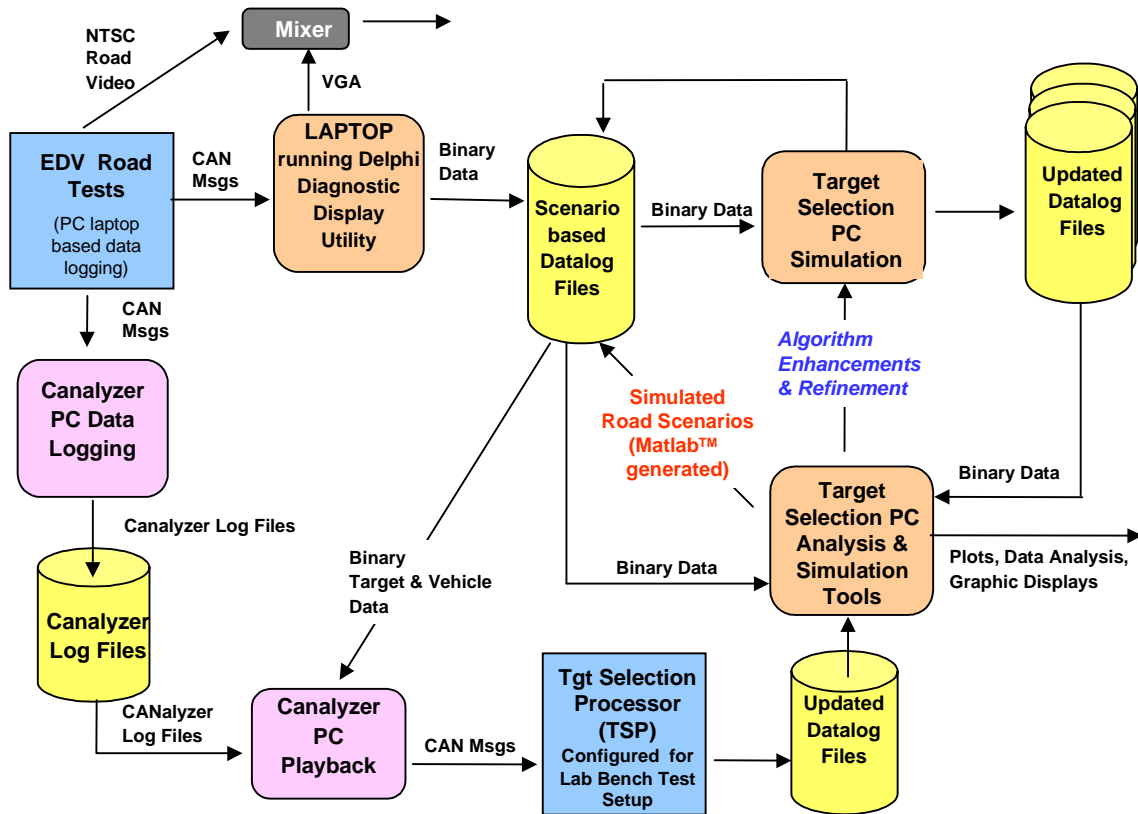 NTSC
Road
Video
Mixer
VGA
EDV Road
Tests
(PC laptop
based data
logging)
CAN
Msgs
LAPTOP
running Delphi
Diagnostic
Display
Utility
Binary
Data
Scenario
based
Datalog
Files
Binary Data
Target
Selection
PC
Simulation
Updated
Datalog
Files
CAN
Msgs
Canalyzer
PC Data
Logging
Canalyzer Log Files
Canalyzer
Log Files
CANalyzer
Log Files
Simulated
Road Scenarios
(Matlab™
generated)
Algorithm
Enhancements
& Refinement
Binary Data
Target
Selection PC
Analysis &
Simulation
Tools
Plots, Data Analysis,
Graphic Displays
Binary
Target & Vehicle
Data
Binary Data
Canalyzer
PC
Playback
CAN Msgs
Tgt Selection
Processor
(TSP)
Configured for
Lab Bench Test
Setup
Updated
Datalog
Files